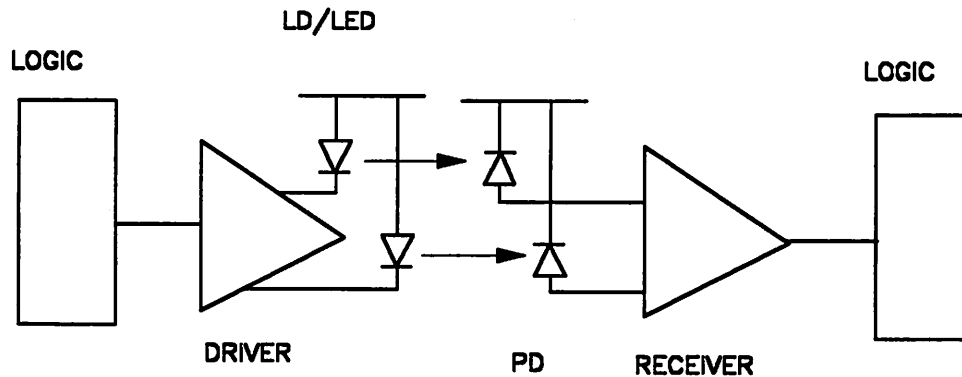 LD/LED
LOGIC
LOGIC
DRIVER
PD
RECEIVER